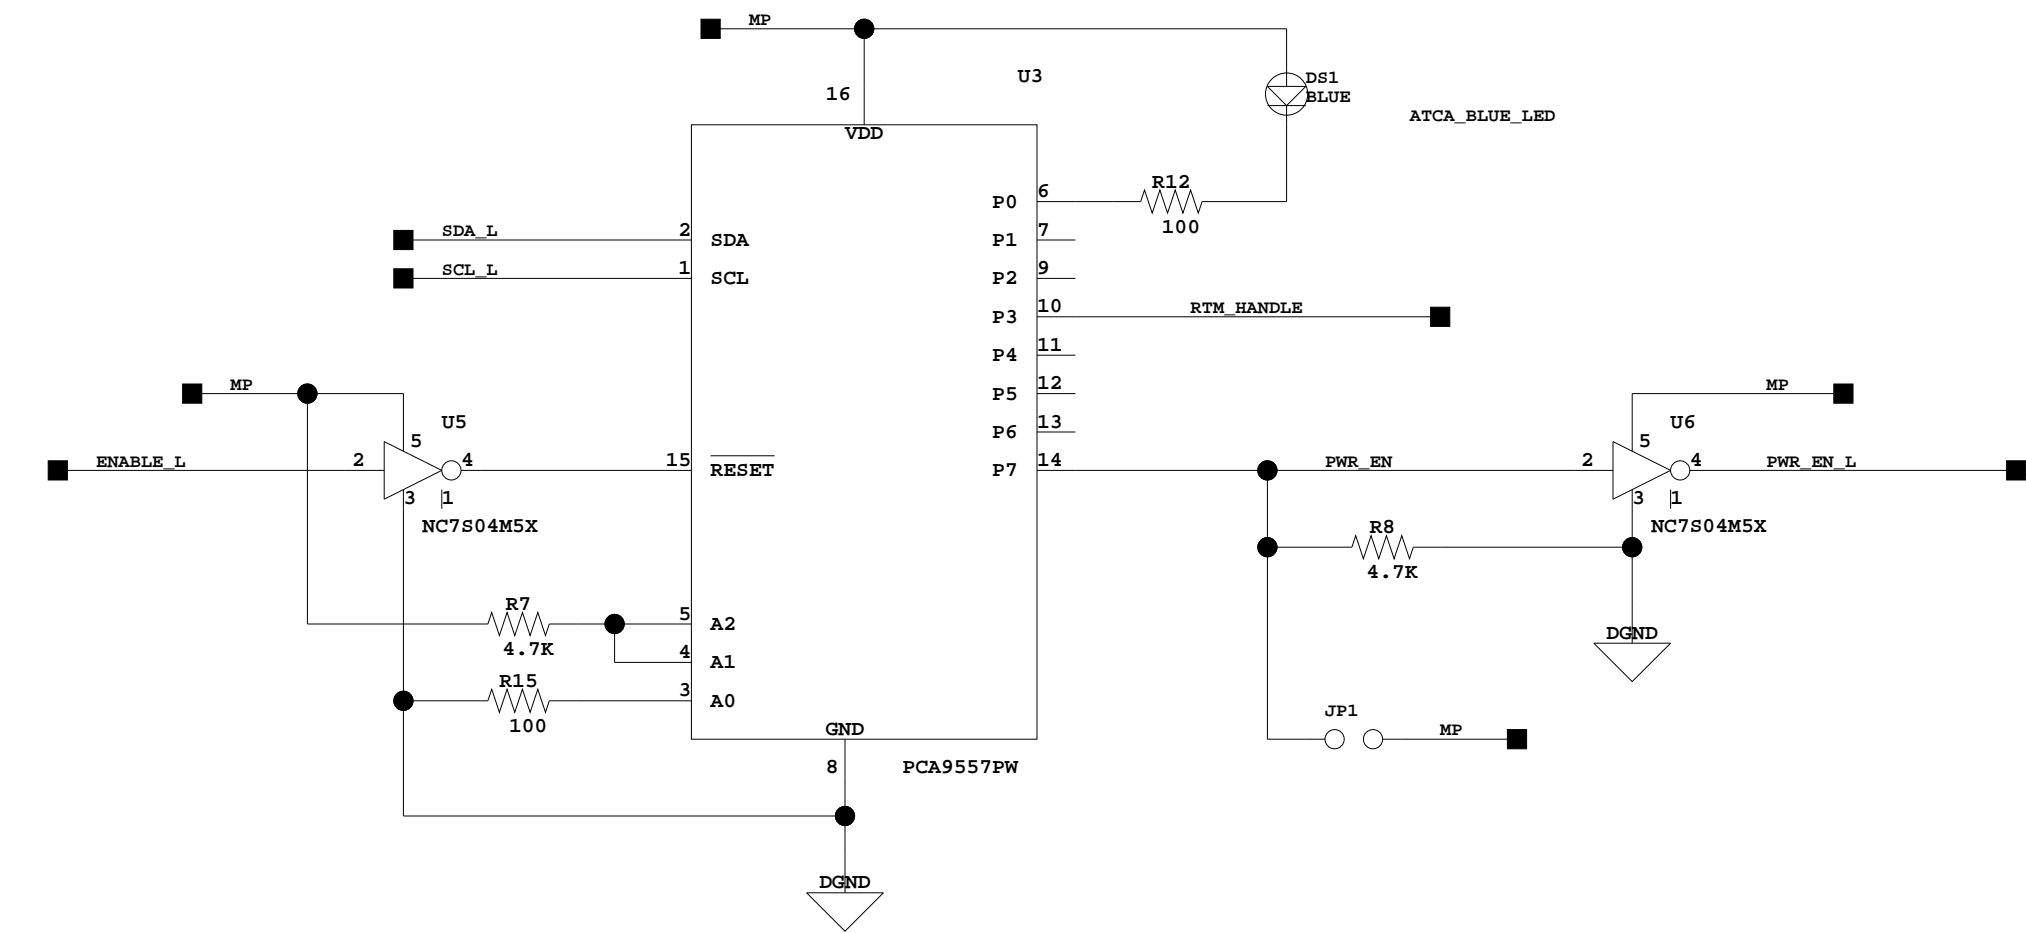 MP
U3
DS1
BLUE
16
ATCA_BLUE_LED
VDD
R12
6
P0
100
SDA_L
2
SDA
P1
7
SCL_L
1
SCL
P2
9
P3
10
RTM_HANDLE
P4
11
MP
P5
12
MP
U5
P6
13
U6
5
5
ENABLE_L
2
4
15
RESET
P7
14
PWR_EN
2
4
PWR_EN_L
3
1
3
1
NC7S04M5X
NC7S04M5X
R8
4.7K
R7
5
A2
4.7K
DGND
4
A1
R15
3
A0
100
JP1
GND
MP
8
PCA9557PW
DGND